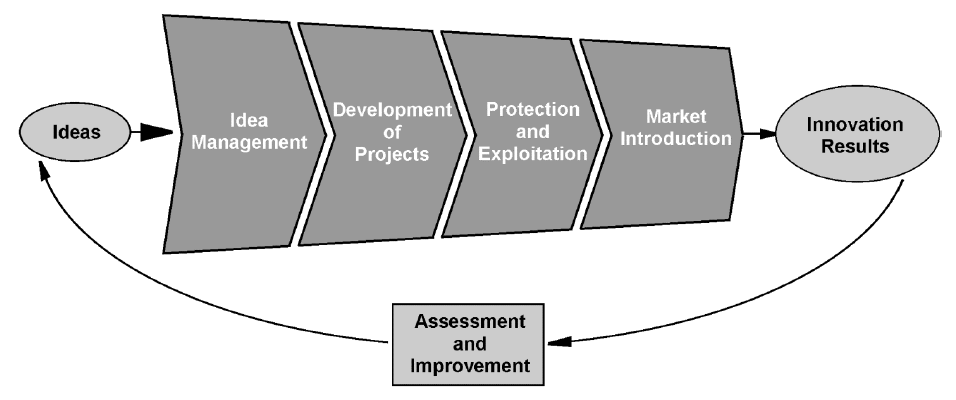 Ideas
Idea
Management
Development
of
Projects
Protection
and
Exploitation
Market
Introduction
Innovation
Results
Assessment
and
Improvement